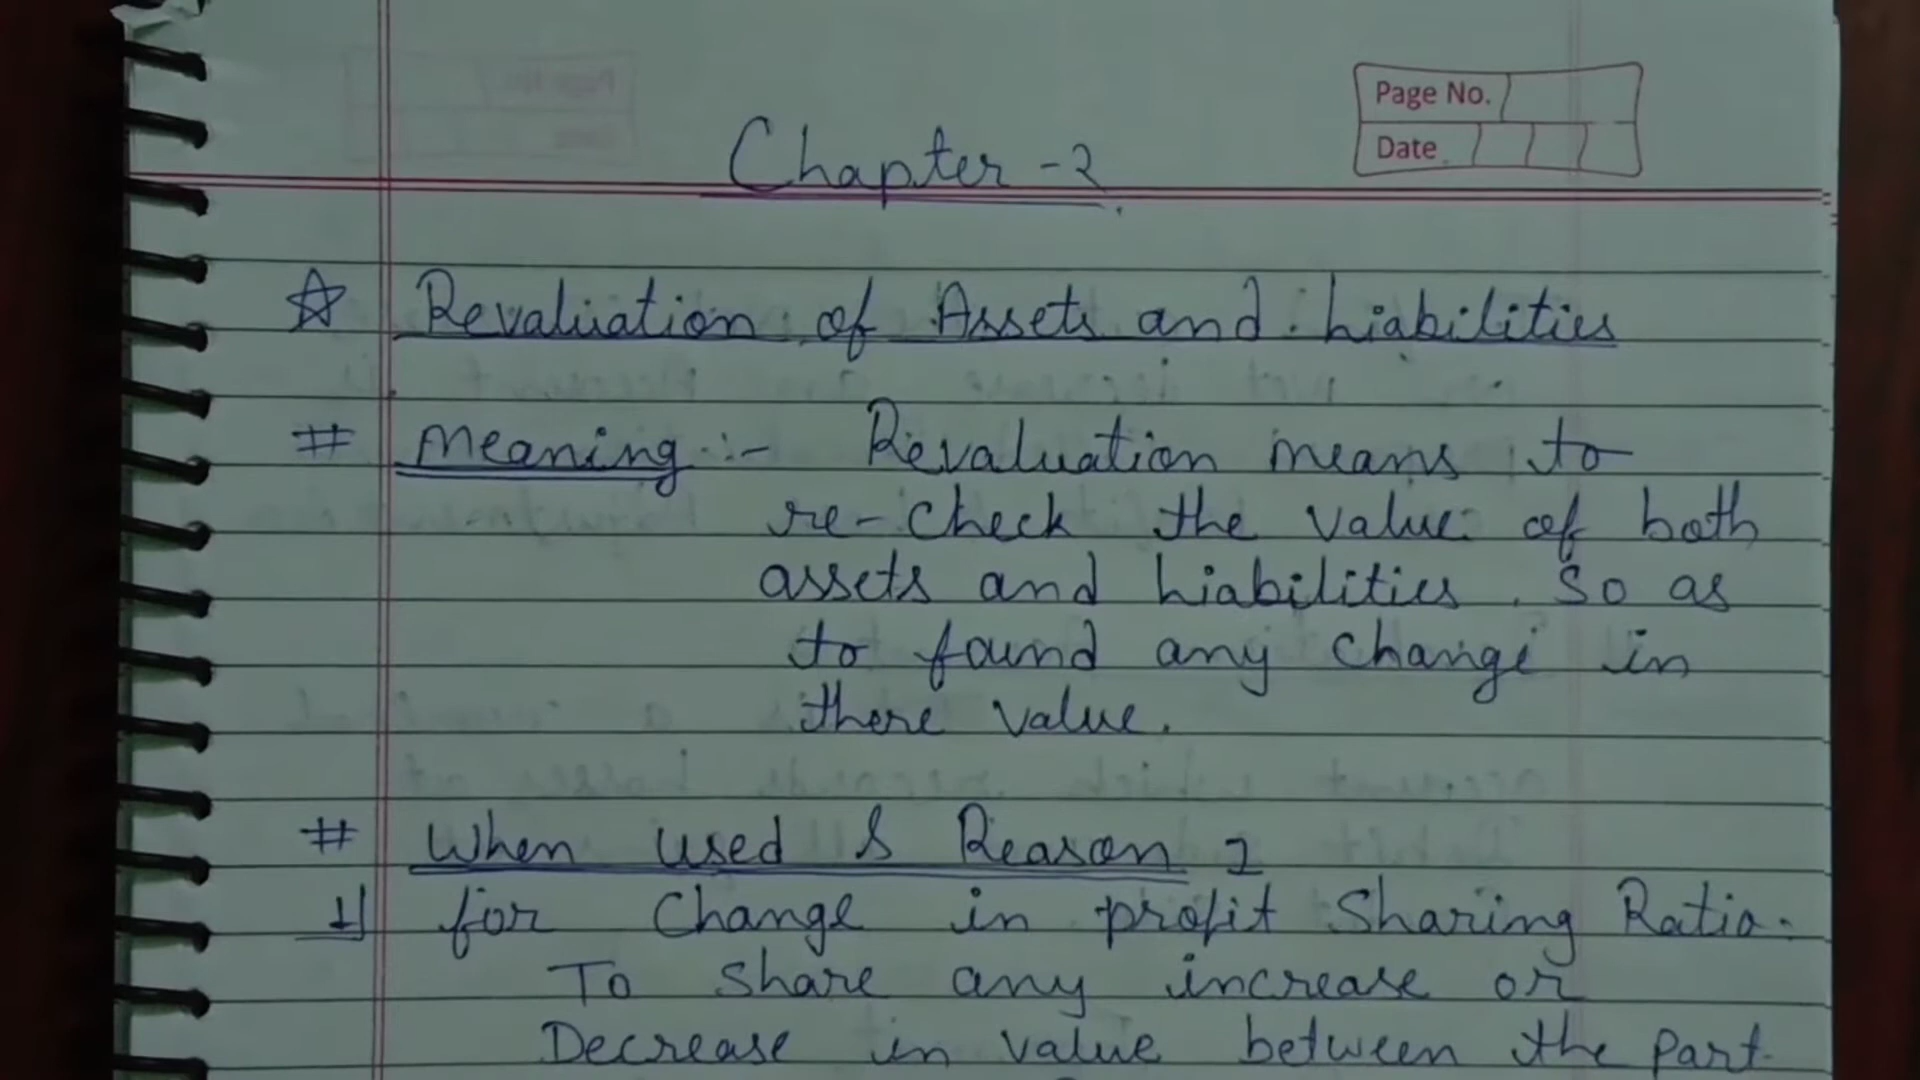 Page No.
Date
Chapter -2
☆ Revaluation of Assets and Liabilities
# Meaning :- Revaluation means to
re-check the value of both
assets and Liabilities. So as
to found any change in
there value.
# When used & Reason :
1) for Change in profit Sharing Ratio.
To share any increase or
Decrease in value between the part